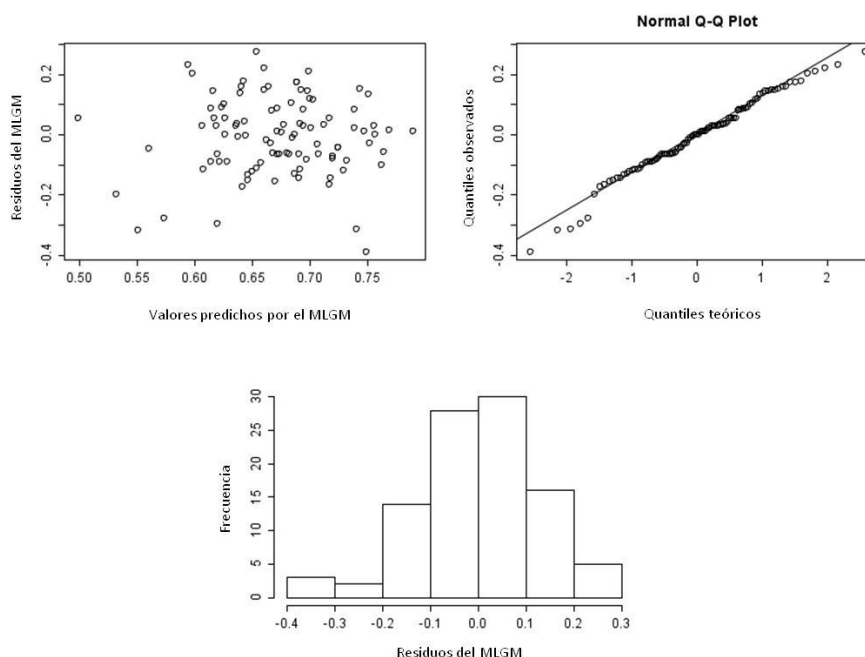 Normal Q-Q Plot
Residuos del MLGM
0.2
0.0
-0.2
-0.4
0.50 0.55 0.60 0.65 0.70 0.75
Valores predichos por el MLGM
Quantiles observados
0.2
0.0
-0.2
-0.4
-2 -1 0 1 2
Quantiles teóricos
Frecuencia
30
25
20
15
10
5
0
-0.4 -0.3 -0.2 -0.1 0.0 0.1 0.2 0.3
Residuos del MLGM